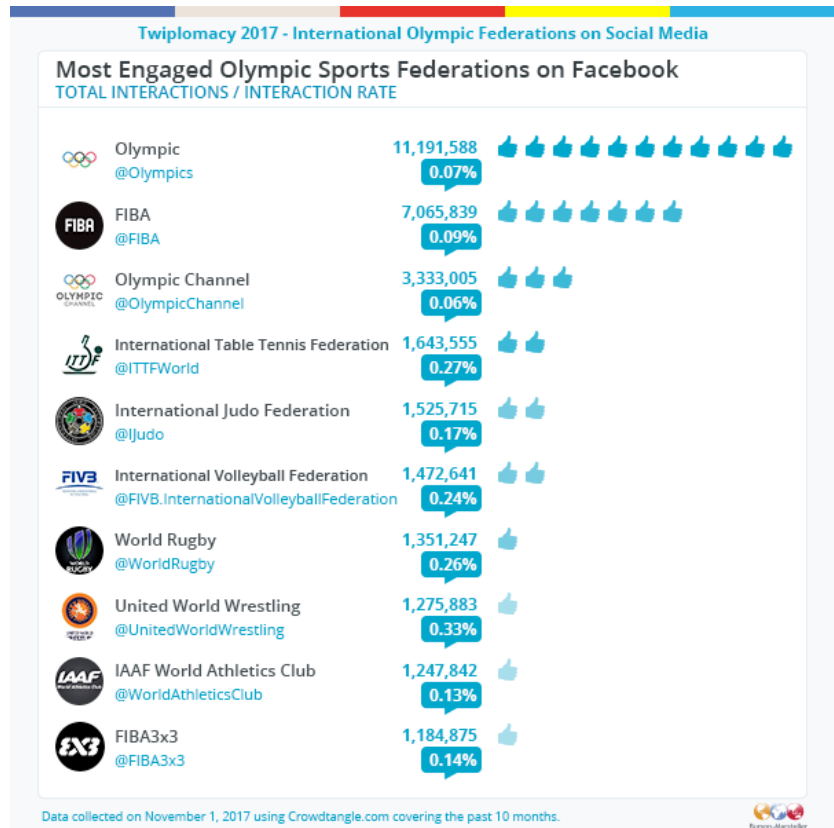 Twiplomacy 2017 - International Olympic Federations on Social Media
Most Engaged Olympic Sports Federations on Facebook
TOTAL INTERACTIONS / INTERACTION RATE
Olympic 11,191,588
@Olympics 0.07%
FIBA
FIBA 7,065,839
@FIBA 0.09%
OLYMPIC
CHANNEL
Olympic Channel 3,333,005
@OlympicChannel 0.06%
ITTF
International Table Tennis Federation 1,643,555
@ITTFWorld 0.27%
International Judo Federation 1,525,715
@IJudo 0.17%
FIVB
International Volleyball Federation 1,472,641
@FIVB.InternationalVolleyballFederation 0.24%
WORLD
RUGBY
World Rugby 1,351,247
@WorldRugby 0.26%
United World Wrestling 1,275,883
@UnitedWorldWrestling 0.33%
IAAF
World Athletics Club
IAAF World Athletics Club 1,247,842
@WorldAthleticsClub 0.13%
3X3
FIBA3x3 1,184,875
@FIBA3x3 0.14%
Data collected on November 1, 2017 using Crowdtangle.com covering the past 10 months.